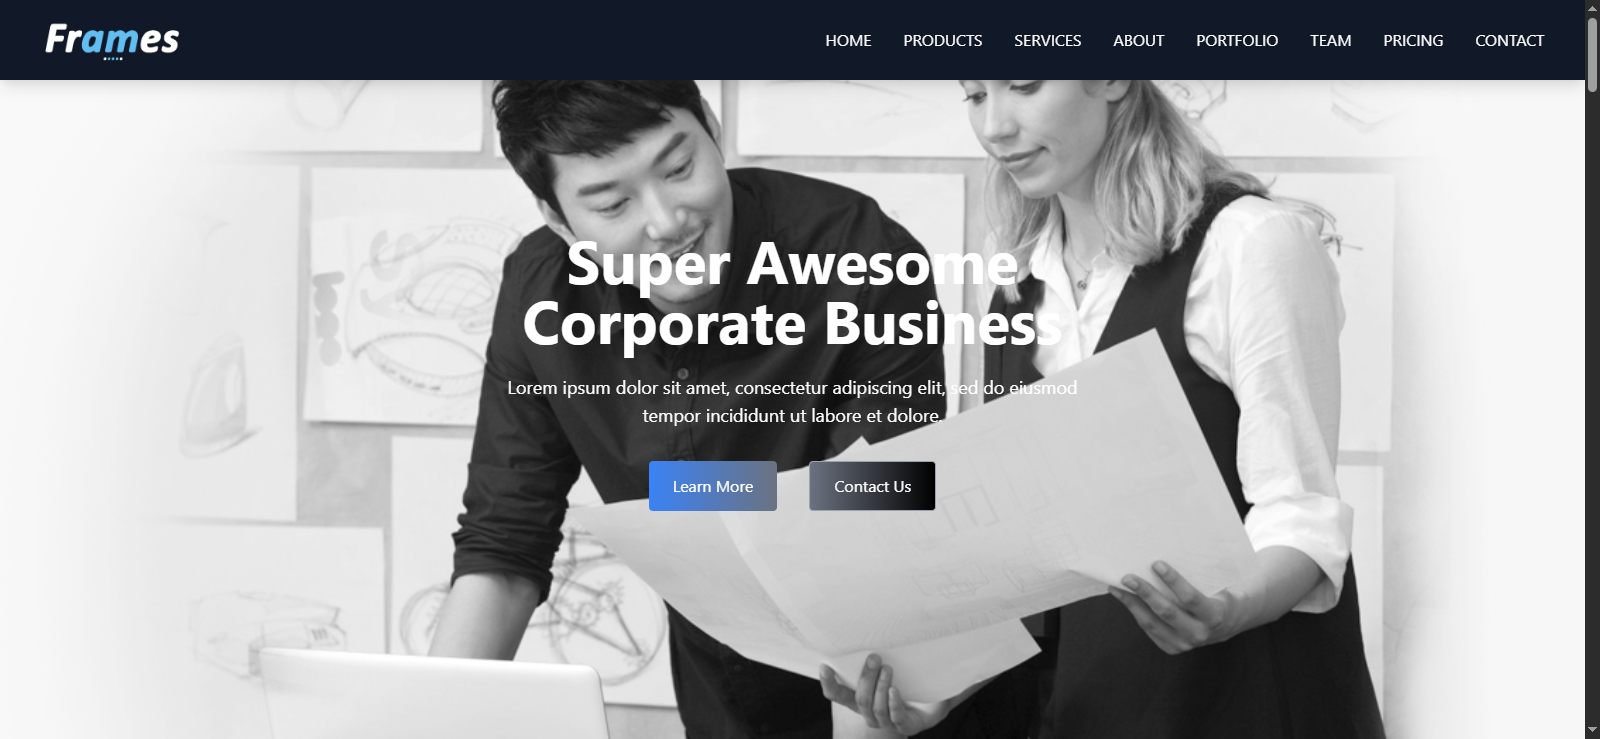 Frames
HOME PRODUCTS SERVICES ABOUT PORTFOLIO TEAM PRICING CONTACT
Super Awesome
Corporate Business
Lorem ipsum dolor sit amet, consectetur adipiscing elit, sed do eiusmod
tempor incididunt ut labore et dolore.
Learn More Contact Us